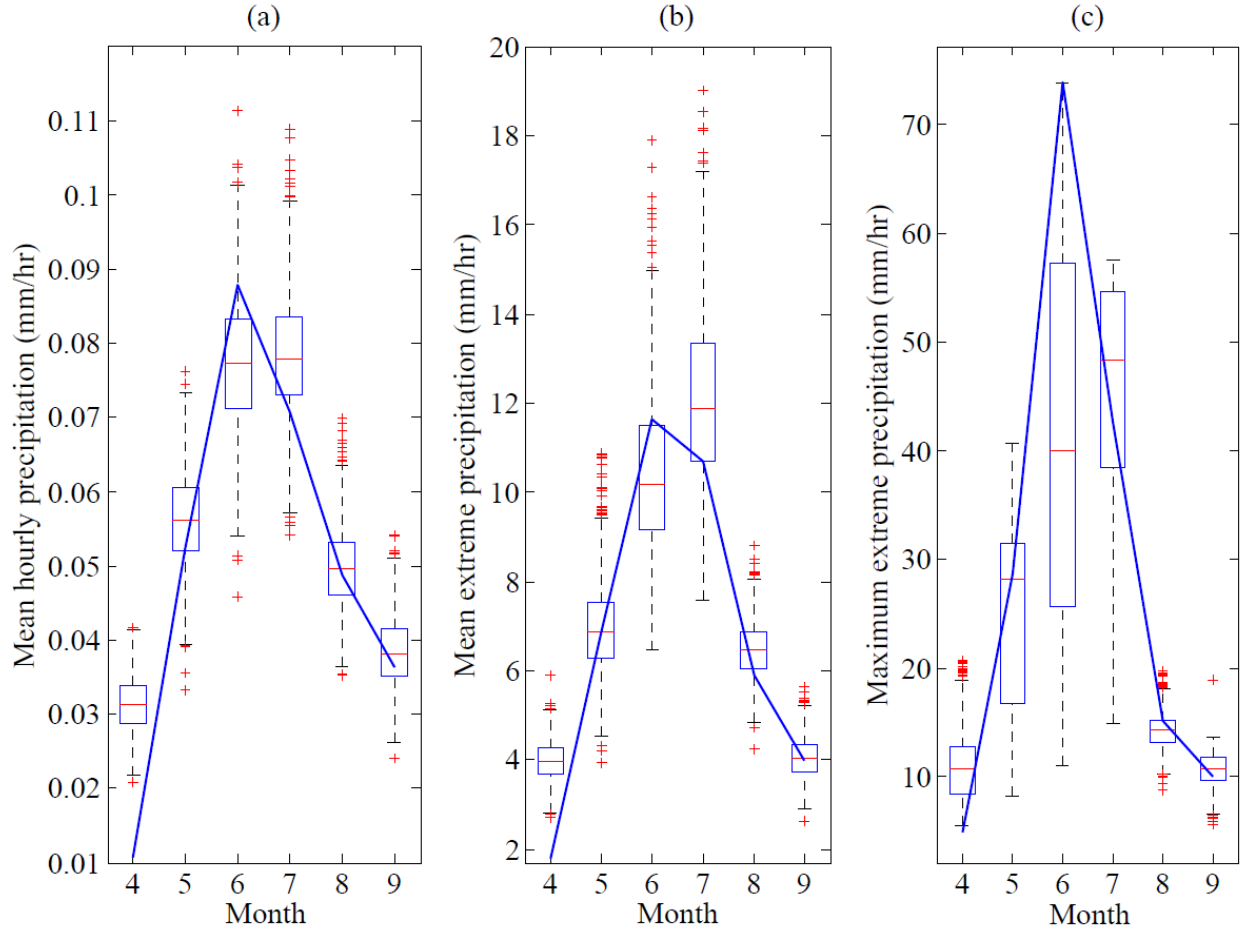 (a)
Mean hourly precipitation (mm/hr)
0.11
0.1
0.09
0.08
0.07
0.06
0.05
0.04
0.03
0.02
0.01
4 5 6 7 8 9
Month
(b)
Mean extreme precipitation (mm/hr)
20
18
16
14
12
10
8
6
4
2
4 5 6 7 8 9
Month
(c)
Maximum extreme precipitation (mm/hr)
70
60
50
40
30
20
10
4 5 6 7 8 9
Month